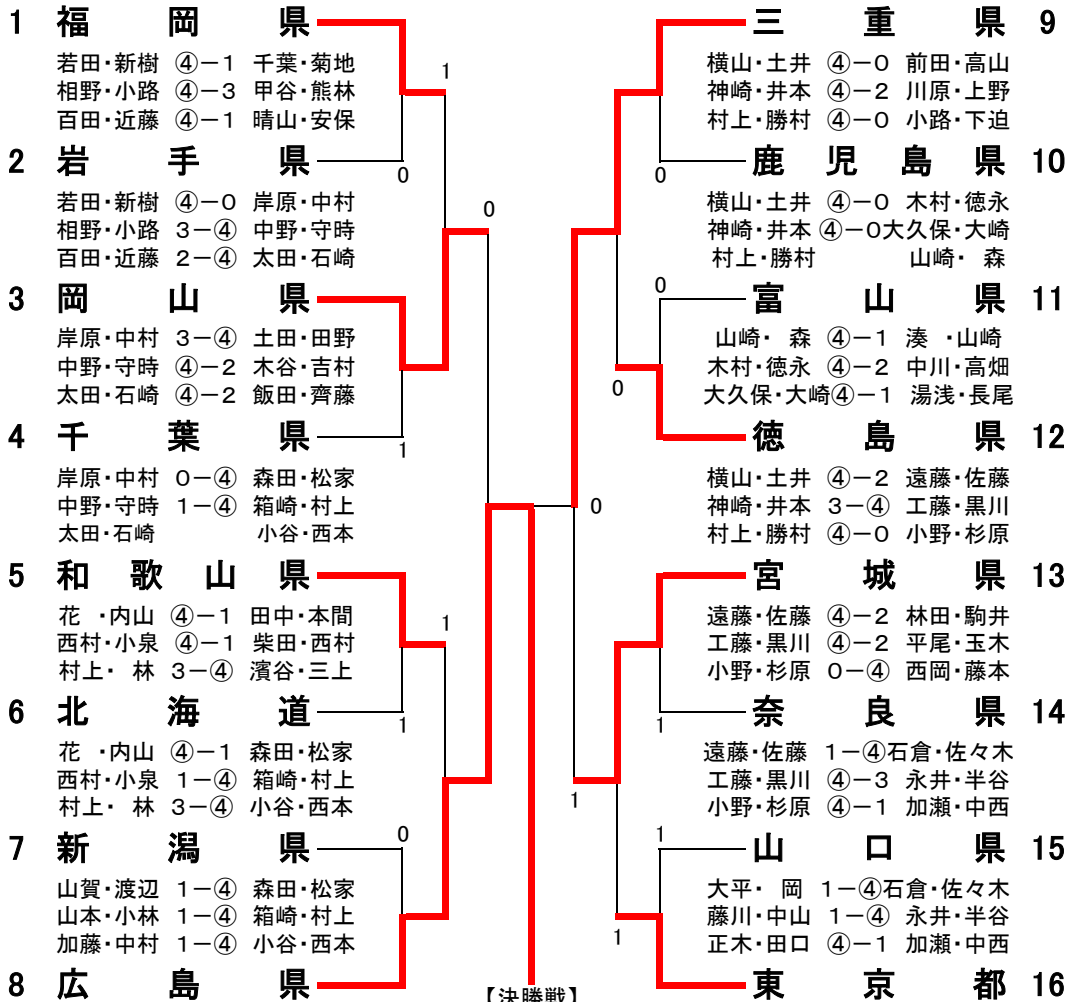 1 福岡県
若田・新樹 ④－1 千葉・菊地
相野・小路 ④－3 甲谷・熊林
百田・近藤 ④－1 晴山・安保
1
2 岩手県
0
若田・新樹 ④－0 岸原・中村
相野・小路 3－④ 中野・守時
百田・近藤 2－④ 太田・石崎
0
3 岡山県
岸原・中村 3－④ 土田・田野
中野・守時 ④－2 木谷・吉村
太田・石崎 ④－2 飯田・齊藤
4 千葉県
1
岸原・中村 0－④ 森田・松家
中野・守時 1－④ 箱崎・村上
太田・石崎 小谷・西本
5 和歌山県
花 ・内山 ④－1 田中・本間
西村・小泉 ④－1 柴田・西村
村上・ 林 3－④ 濱谷・三上
1
6 北海道
1
花 ・内山 ④－1 森田・松家
西村・小泉 1－④ 箱崎・村上
村上・ 林 3－④ 小谷・西本
7 新潟県
0
山賀・渡辺 1－④ 森田・松家
山本・小林 1－④ 箱崎・村上
加藤・中村 1－④ 小谷・西本
8 広島県
【決勝戦】
三重県 9
横山・土井 ④－0 前田・高山
神崎・井本 ④－2 川原・上野
村上・勝村 ④－0 小路・下迫
鹿児島県 10
0
横山・土井 ④－0 木村・徳永
神崎・井本 ④－0大久保・大崎
村上・勝村 山崎・ 森
0
富山県 11
山崎・ 森 ④－1 湊 ・山崎
木村・徳永 ④－2 中川・高畑
大久保・大崎④－1 湯浅・長尾
0
徳島県 12
横山・土井 ④－2 遠藤・佐藤
神崎・井本 3－④ 工藤・黒川
村上・勝村 ④－0 小野・杉原
0
宮城県 13
遠藤・佐藤 ④－2 林田・駒井
工藤・黒川 ④－2 平尾・玉木
小野・杉原 0－④ 西岡・藤本
奈良県 14
1
遠藤・佐藤 1－④石倉・佐々木
工藤・黒川 ④－3 永井・半谷
小野・杉原 ④－1 加瀬・中西
1
1
山口県 15
大平・ 岡 1－④石倉・佐々木
藤川・中山 1－④ 永井・半谷
正木・田口 ④－1 加瀬・中西
1
東京都 16